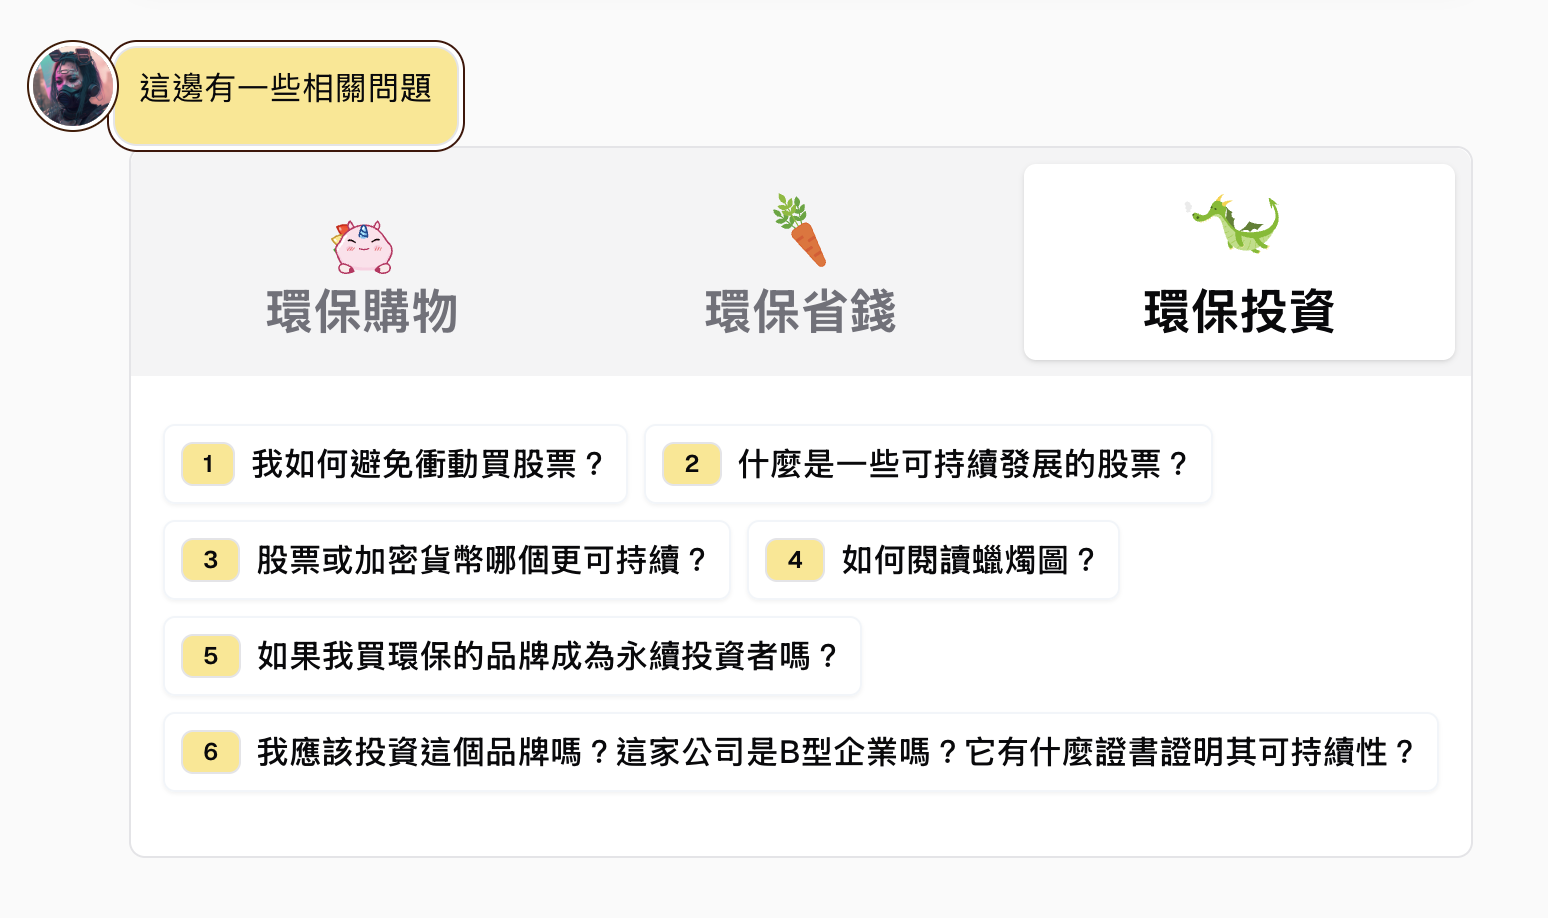 這邊有一些相關問題
環保購物
環保省錢
環保投資
1 我如何避免衝動買股票？
2 什麼是一些可持續發展的股票？
3 股票或加密貨幣哪個更可持續？
4 如何閱讀蠟燭圖？
5 如果我買環保的品牌成為永續投資者嗎？
6 我應該投資這個品牌嗎？這家公司是B型企業嗎？它有什麼證書證明其可持續性？